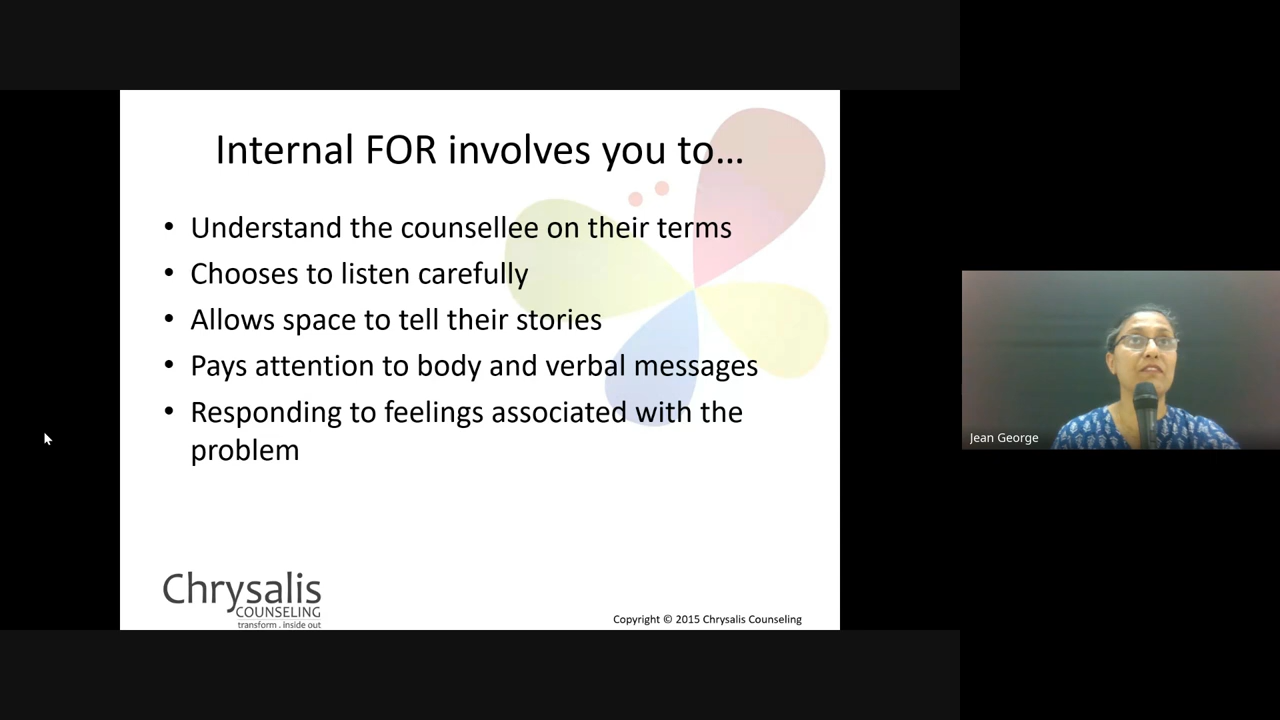 Internal FOR involves you to...
• Understand the counsellee on their terms
• Chooses to listen carefully
• Allows space to tell their stories
• Pays attention to body and verbal messages
• Responding to feelings associated with the
problem
Chrysalis
COUNSELING
transform . inside out
Copyright © 2015 Chrysalis Counseling
Jean George